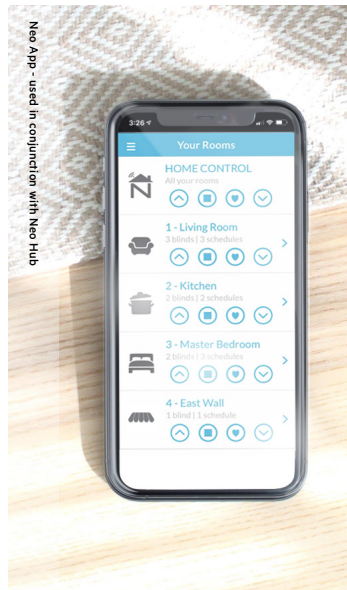 Neo App - used in conjunction with Neo Hub
3:26
Your Rooms
HOME CONTROL
All your rooms
1 - Living Room
3 blinds | 3 schedules
2 - Kitchen
2 blinds | 2 schedules
3 - Master Bedroom
2 blinds | 3 schedules
4 - East Wall
1 blind | 1 schedule